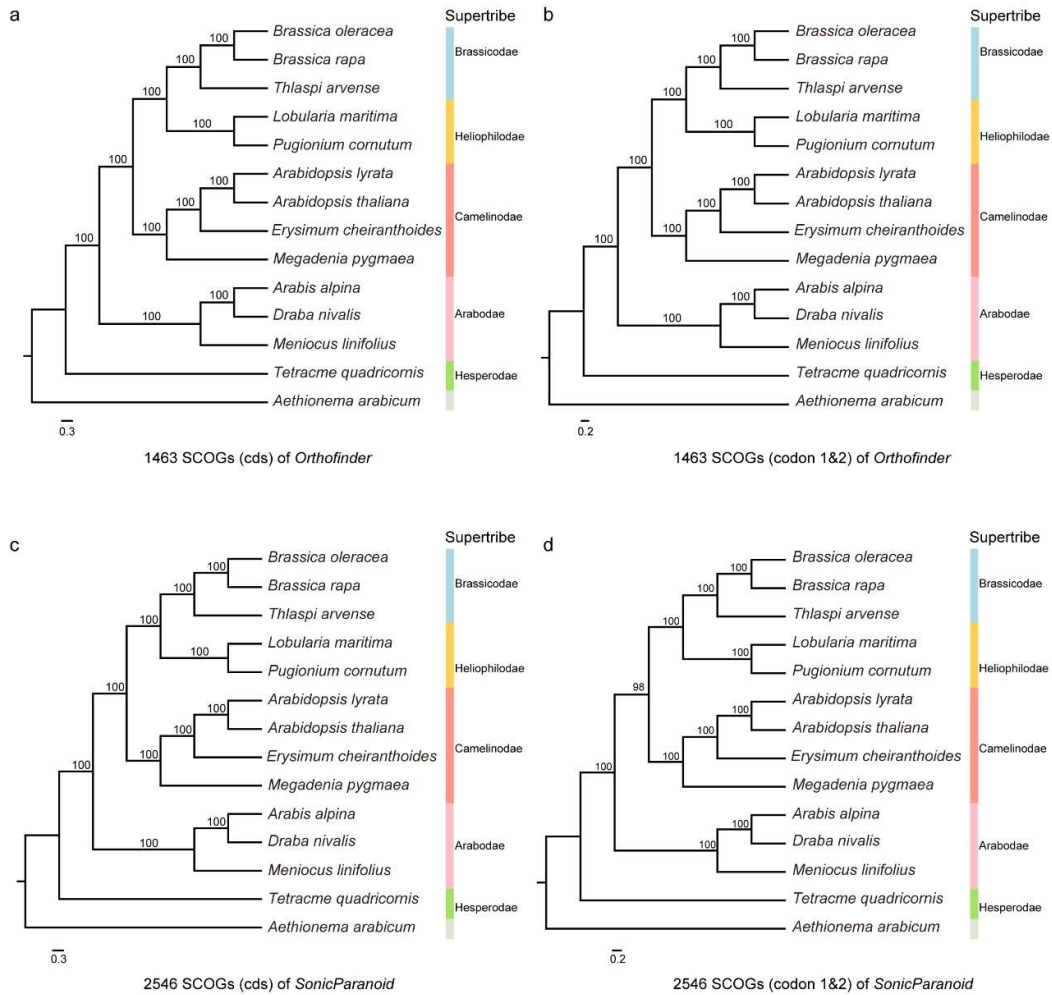 a
Supertribe
100
Brassica oleracea
100
Brassica rapa
Brassicodae
100
Thlaspi arvense
100
Lobularia maritima
100
Pugionium cornutum
Heliophilodae
100
Arabidopsis lyrata
100
100
Arabidopsis thaliana
100
Erysimum cheiranthoides
Camelinodae
100
Megadenia pygmaea
100
Arabis alpina
100
Draba nivalis
100
Meniocus linifolius
Arabodae
Tetracme quadricornis
Hesperodae
Aethionema arabicum
0.3
1463 SCOGs (cds) of Orthofinder
b
Supertribe
100
Brassica oleracea
100
Brassica rapa
Brassicodae
100
Thlaspi arvense
100
Lobularia maritima
100
Pugionium cornutum
Heliophilodae
100
Arabidopsis lyrata
100
100
Arabidopsis thaliana
100
Erysimum cheiranthoides
Camelinodae
100
Megadenia pygmaea
100
Arabis alpina
100
Draba nivalis
100
Meniocus linifolius
Arabodae
Tetracme quadricornis
Hesperodae
Aethionema arabicum
0.2
1463 SCOGs (codon 1&2) of Orthofinder
c
Supertribe
100
Brassica oleracea
100
Brassica rapa
Brassicodae
100
Thlaspi arvense
100
Lobularia maritima
100
Pugionium cornutum
Heliophilodae
100
Arabidopsis lyrata
100
100
Arabidopsis thaliana
100
Erysimum cheiranthoides
Camelinodae
100
Megadenia pygmaea
100
Arabis alpina
100
Draba nivalis
100
Meniocus linifolius
Arabodae
Tetracme quadricornis
Hesperodae
Aethionema arabicum
0.3
2546 SCOGs (cds) of SonicParanoid
d
Supertribe
100
Brassica oleracea
100
Brassica rapa
Brassicodae
100
Thlaspi arvense
100
Lobularia maritima
100
Pugionium cornutum
Heliophilodae
98
Arabidopsis lyrata
100
100
Arabidopsis thaliana
100
Erysimum cheiranthoides
Camelinodae
100
Megadenia pygmaea
100
Arabis alpina
100
Draba nivalis
100
Meniocus linifolius
Arabodae
Tetracme quadricornis
Hesperodae
Aethionema arabicum
0.2
2546 SCOGs (codon 1&2) of SonicParanoid